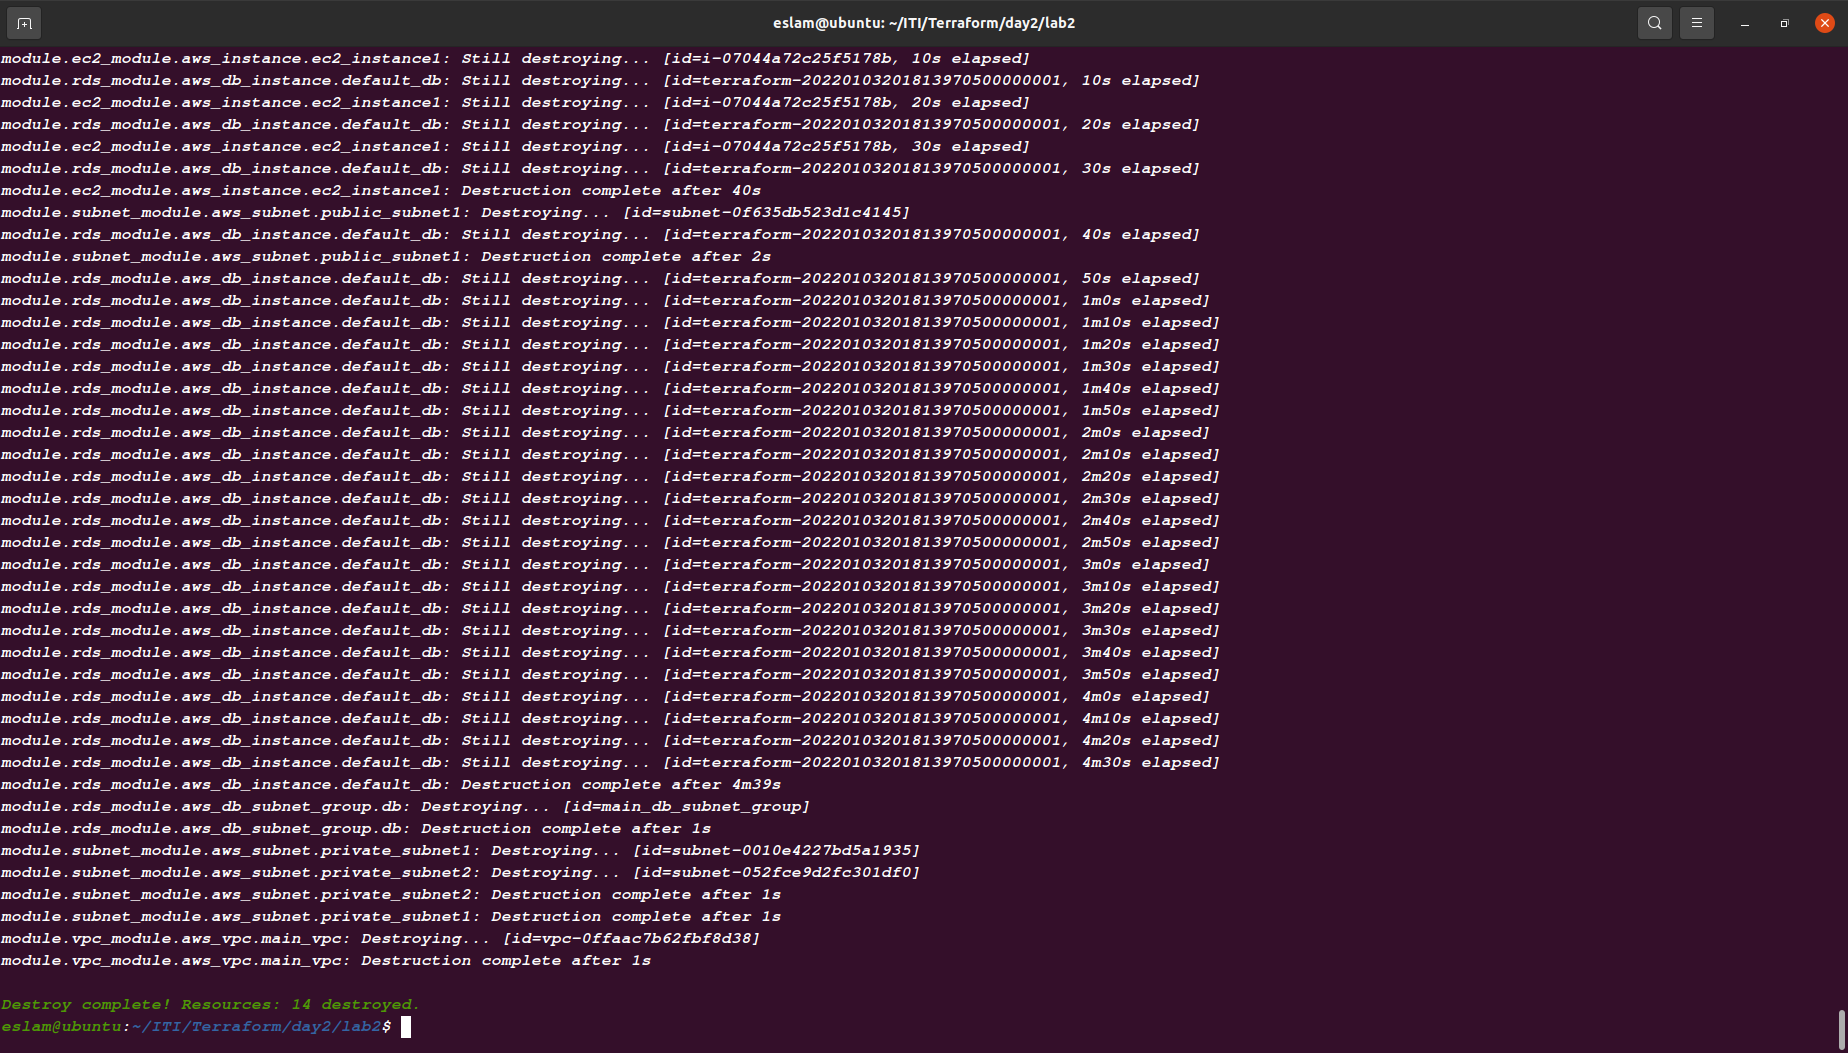 eslam@ubuntu: ~/ITI/Terraform/day2/lab2
module.ec2_module.aws_instance.ec2_instance1: Still destroying... [id=i-07044a72c25f5178b, 10s elapsed]
module.rds_module.aws_db_instance.default_db: Still destroying... [id=terraform-20220103201813970500000001, 10s elapsed]
module.ec2_module.aws_instance.ec2_instance1: Still destroying... [id=i-07044a72c25f5178b, 20s elapsed]
module.rds_module.aws_db_instance.default_db: Still destroying... [id=terraform-20220103201813970500000001, 20s elapsed]
module.ec2_module.aws_instance.ec2_instance1: Still destroying... [id=i-07044a72c25f5178b, 30s elapsed]
module.rds_module.aws_db_instance.default_db: Still destroying... [id=terraform-20220103201813970500000001, 30s elapsed]
module.ec2_module.aws_instance.ec2_instance1: Destruction complete after 40s
module.subnet_module.aws_subnet.public_subnet1: Destroying... [id=subnet-0f635db523d1c4145]
module.rds_module.aws_db_instance.default_db: Still destroying... [id=terraform-20220103201813970500000001, 40s elapsed]
module.subnet_module.aws_subnet.public_subnet1: Destruction complete after 2s
module.rds_module.aws_db_instance.default_db: Still destroying... [id=terraform-20220103201813970500000001, 50s elapsed]
module.rds_module.aws_db_instance.default_db: Still destroying... [id=terraform-20220103201813970500000001, 1m0s elapsed]
module.rds_module.aws_db_instance.default_db: Still destroying... [id=terraform-20220103201813970500000001, 1m10s elapsed]
module.rds_module.aws_db_instance.default_db: Still destroying... [id=terraform-20220103201813970500000001, 1m20s elapsed]
module.rds_module.aws_db_instance.default_db: Still destroying... [id=terraform-20220103201813970500000001, 1m30s elapsed]
module.rds_module.aws_db_instance.default_db: Still destroying... [id=terraform-20220103201813970500000001, 1m40s elapsed]
module.rds_module.aws_db_instance.default_db: Still destroying... [id=terraform-20220103201813970500000001, 1m50s elapsed]
module.rds_module.aws_db_instance.default_db: Still destroying... [id=terraform-20220103201813970500000001, 2m0s elapsed]
module.rds_module.aws_db_instance.default_db: Still destroying... [id=terraform-20220103201813970500000001, 2m10s elapsed]
module.rds_module.aws_db_instance.default_db: Still destroying... [id=terraform-20220103201813970500000001, 2m20s elapsed]
module.rds_module.aws_db_instance.default_db: Still destroying... [id=terraform-20220103201813970500000001, 2m30s elapsed]
module.rds_module.aws_db_instance.default_db: Still destroying... [id=terraform-20220103201813970500000001, 2m40s elapsed]
module.rds_module.aws_db_instance.default_db: Still destroying... [id=terraform-20220103201813970500000001, 2m50s elapsed]
module.rds_module.aws_db_instance.default_db: Still destroying... [id=terraform-20220103201813970500000001, 3m0s elapsed]
module.rds_module.aws_db_instance.default_db: Still destroying... [id=terraform-20220103201813970500000001, 3m10s elapsed]
module.rds_module.aws_db_instance.default_db: Still destroying... [id=terraform-20220103201813970500000001, 3m20s elapsed]
module.rds_module.aws_db_instance.default_db: Still destroying... [id=terraform-20220103201813970500000001, 3m30s elapsed]
module.rds_module.aws_db_instance.default_db: Still destroying... [id=terraform-20220103201813970500000001, 3m40s elapsed]
module.rds_module.aws_db_instance.default_db: Still destroying... [id=terraform-20220103201813970500000001, 3m50s elapsed]
module.rds_module.aws_db_instance.default_db: Still destroying... [id=terraform-20220103201813970500000001, 4m0s elapsed]
module.rds_module.aws_db_instance.default_db: Still destroying... [id=terraform-20220103201813970500000001, 4m10s elapsed]
module.rds_module.aws_db_instance.default_db: Still destroying... [id=terraform-20220103201813970500000001, 4m20s elapsed]
module.rds_module.aws_db_instance.default_db: Still destroying... [id=terraform-20220103201813970500000001, 4m30s elapsed]
module.rds_module.aws_db_instance.default_db: Destruction complete after 4m39s
module.rds_module.aws_db_subnet_group.db: Destroying... [id=main_db_subnet_group]
module.rds_module.aws_db_subnet_group.db: Destruction complete after 1s
module.subnet_module.aws_subnet.private_subnet1: Destroying... [id=subnet-0010e4227bd5a1935]
module.subnet_module.aws_subnet.private_subnet2: Destroying... [id=subnet-052fce9d2fc301df0]
module.subnet_module.aws_subnet.private_subnet2: Destruction complete after 1s
module.subnet_module.aws_subnet.private_subnet1: Destruction complete after 1s
module.vpc_module.aws_vpc.main_vpc: Destroying... [id=vpc-0ffaac7b62fbf8d38]
module.vpc_module.aws_vpc.main_vpc: Destruction complete after 1s
Destroy complete! Resources: 14 destroyed.
eslam@ubuntu:~/ITI/Terraform/day2/lab2$